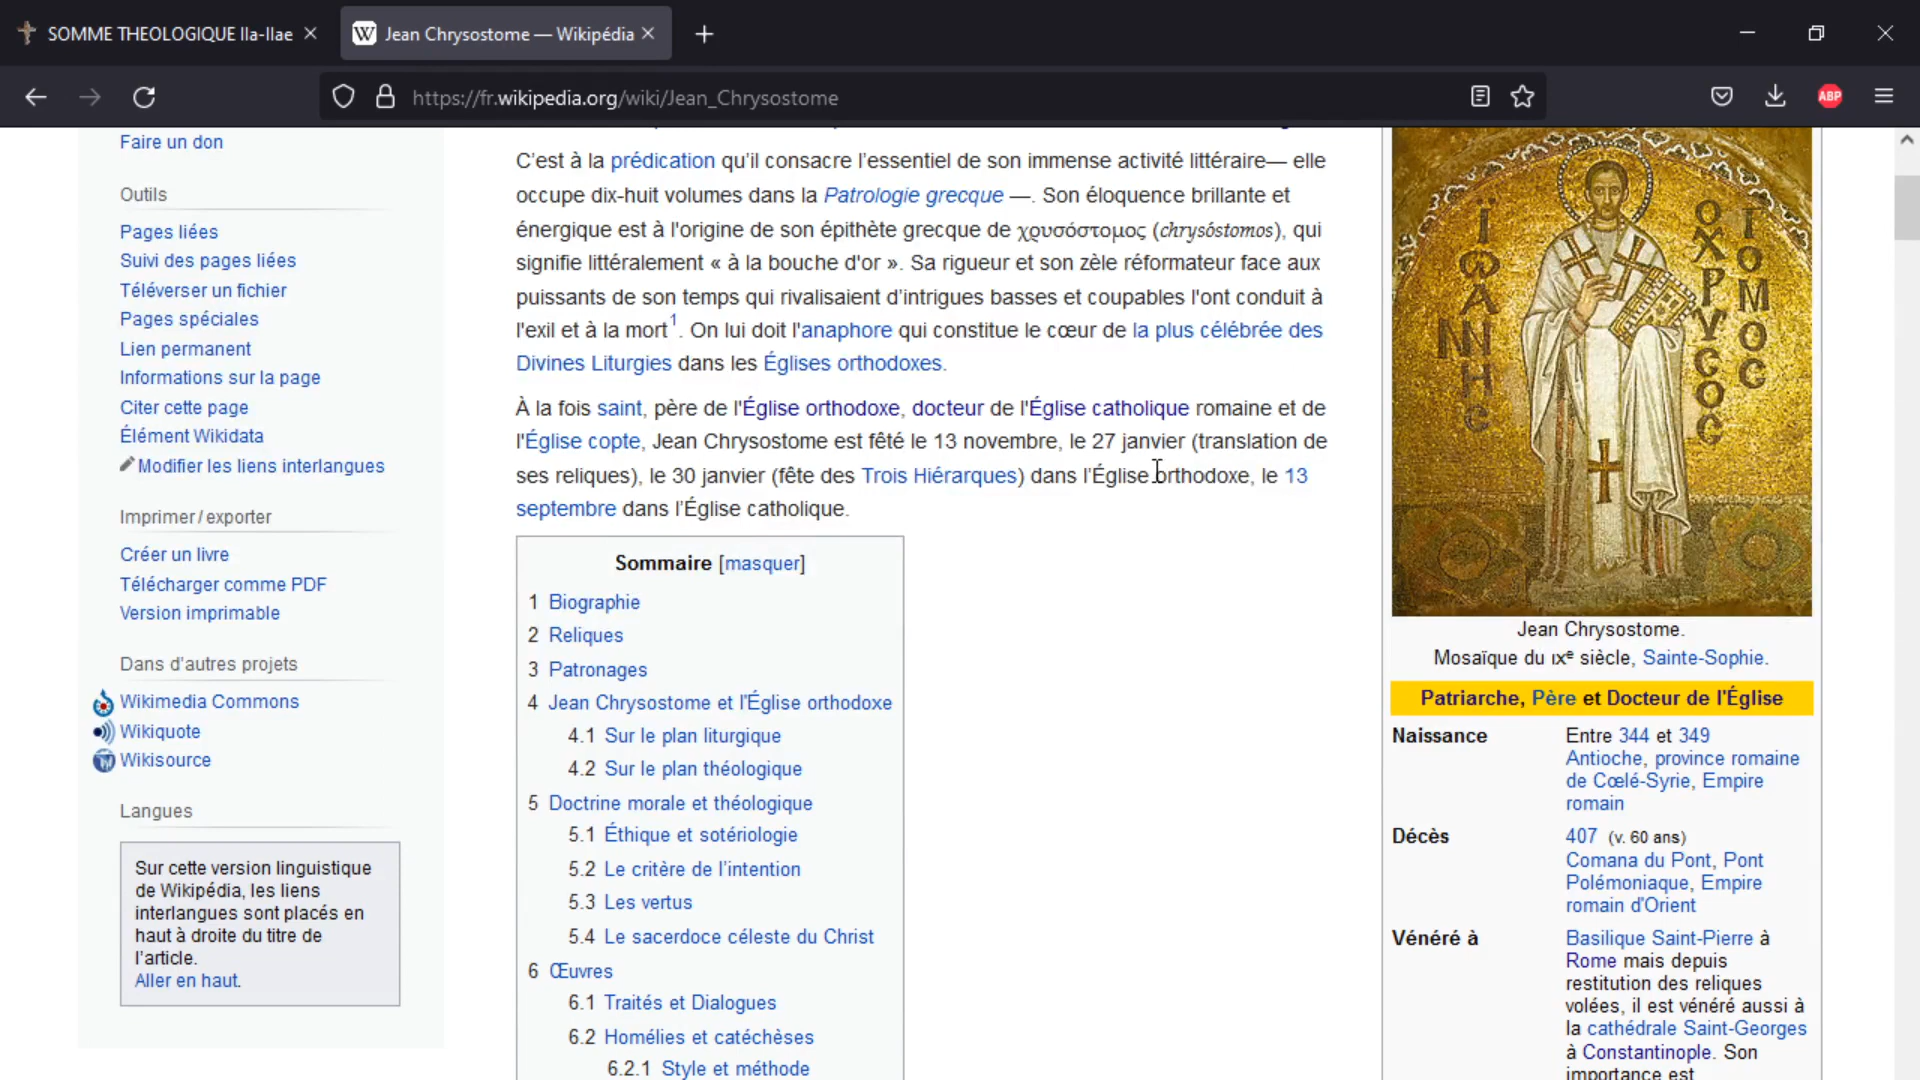 SOMME THEOLOGIQUE IIa-IIae
Jean Chrysostome — Wikipédia
https://fr.wikipedia.org/wiki/Jean_Chrysostome
ABP
Faire un don
Outils
Pages liées
Suivi des pages liées
Téléverser un fichier
Pages spéciales
Lien permanent
Informations sur la page
Citer cette page
Élément Wikidata
Modifier les liens interlangues
Imprimer / exporter
Créer un livre
Télécharger comme PDF
Version imprimable
Dans d'autres projets
Wikimedia Commons
Wikiquote
Wikisource
Langues
Sur cette version linguistique
de Wikipédia, les liens
interlangues sont placés en
haut à droite du titre de
l'article.
Aller en haut.
C'est à la prédication qu'il consacre l'essentiel de son immense activité littéraire— elle
occupe dix-huit volumes dans la Patrologie grecque —. Son éloquence brillante et
énergique est à l'origine de son épithète grecque de χρυσόστομος (chrysóstomos), qui
signifie littéralement « à la bouche d'or ». Sa rigueur et son zèle réformateur face aux
puissants de son temps qui rivalisaient d'intrigues basses et coupables l'ont conduit à
l'exil et à la mort1. On lui doit l'anaphore qui constitue le cœur de la plus célébrée des
Divines Liturgies dans les Églises orthodoxes.
À la fois saint, père de l'Église orthodoxe, docteur de l'Église catholique romaine et de
l'Église copte, Jean Chrysostome est fêté le 13 novembre, le 27 janvier (translation de
ses reliques), le 30 janvier (fête des Trois Hiérarques) dans l'Église orthodoxe, le 13
septembre dans l'Église catholique.
Sommaire [masquer]
1 Biographie
2 Reliques
3 Patronages
4 Jean Chrysostome et l'Église orthodoxe
4.1 Sur le plan liturgique
4.2 Sur le plan théologique
5 Doctrine morale et théologique
5.1 Éthique et sotériologie
5.2 Le critère de l'intention
5.3 Les vertus
5.4 Le sacerdoce céleste du Christ
6 Œuvres
6.1 Traités et Dialogues
6.2 Homélies et catéchèses
6.2.1 Style et méthode
Jean Chrysostome.
Mosaïque du IXe siècle, Sainte-Sophie.
Patriarche, Père et Docteur de l'Église
Naissance Entre 344 et 349
Antioche, province romaine
de Cœlé-Syrie, Empire
romain
Décès 407 (v. 60 ans)
Comana du Pont, Pont
Polémoniaque, Empire
romain d'Orient
Vénéré à Basilique Saint-Pierre à
Rome mais depuis
restitution des reliques
volées, il est vénéré aussi à
la cathédrale Saint-Georges
à Constantinople. Son
importance est